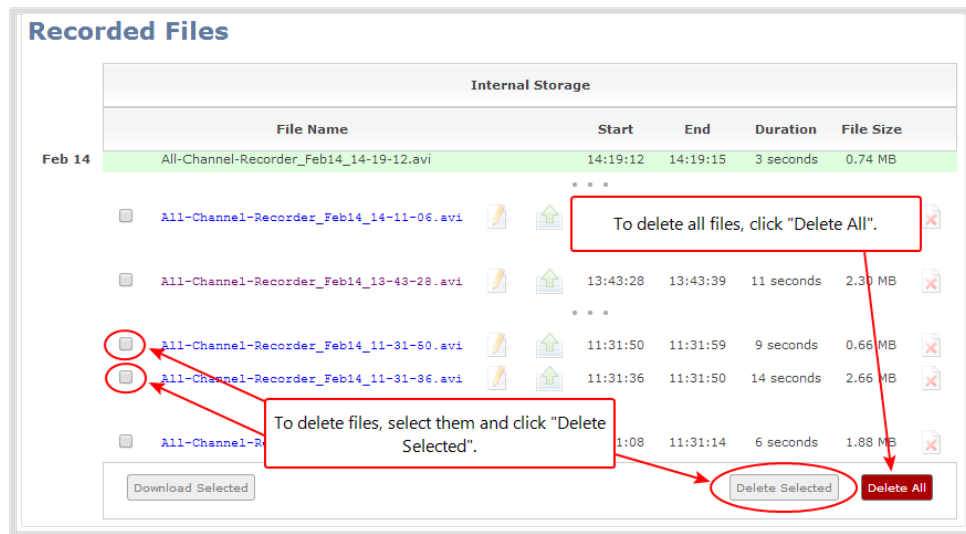 Recorded Files
Internal Storage
File Name Start End Duration File Size
Feb 14 All-Channel-Recorder_Feb14_14-19-12.avi 14:19:12 14:19:15 3 seconds 0.74 MB
All-Channel-Recorder_Feb14_14-11-06.avi
To delete all files, click "Delete All".
All-Channel-Recorder_Feb14_13-43-28.avi 13:43:28 13:43:39 11 seconds 2.30 MB
All-Channel-Recorder_Feb14_11-31-50.avi 11:31:50 11:31:59 9 seconds 0.66 MB
All-Channel-Recorder_Feb14_11-31-36.avi 11:31:36 11:31:50 14 seconds 2.66 MB
To delete files, select them and click "Delete
Selected".
All-Channel-R 1:08 11:31:14 6 seconds 1.88 MB
Download Selected Delete Selected Delete All